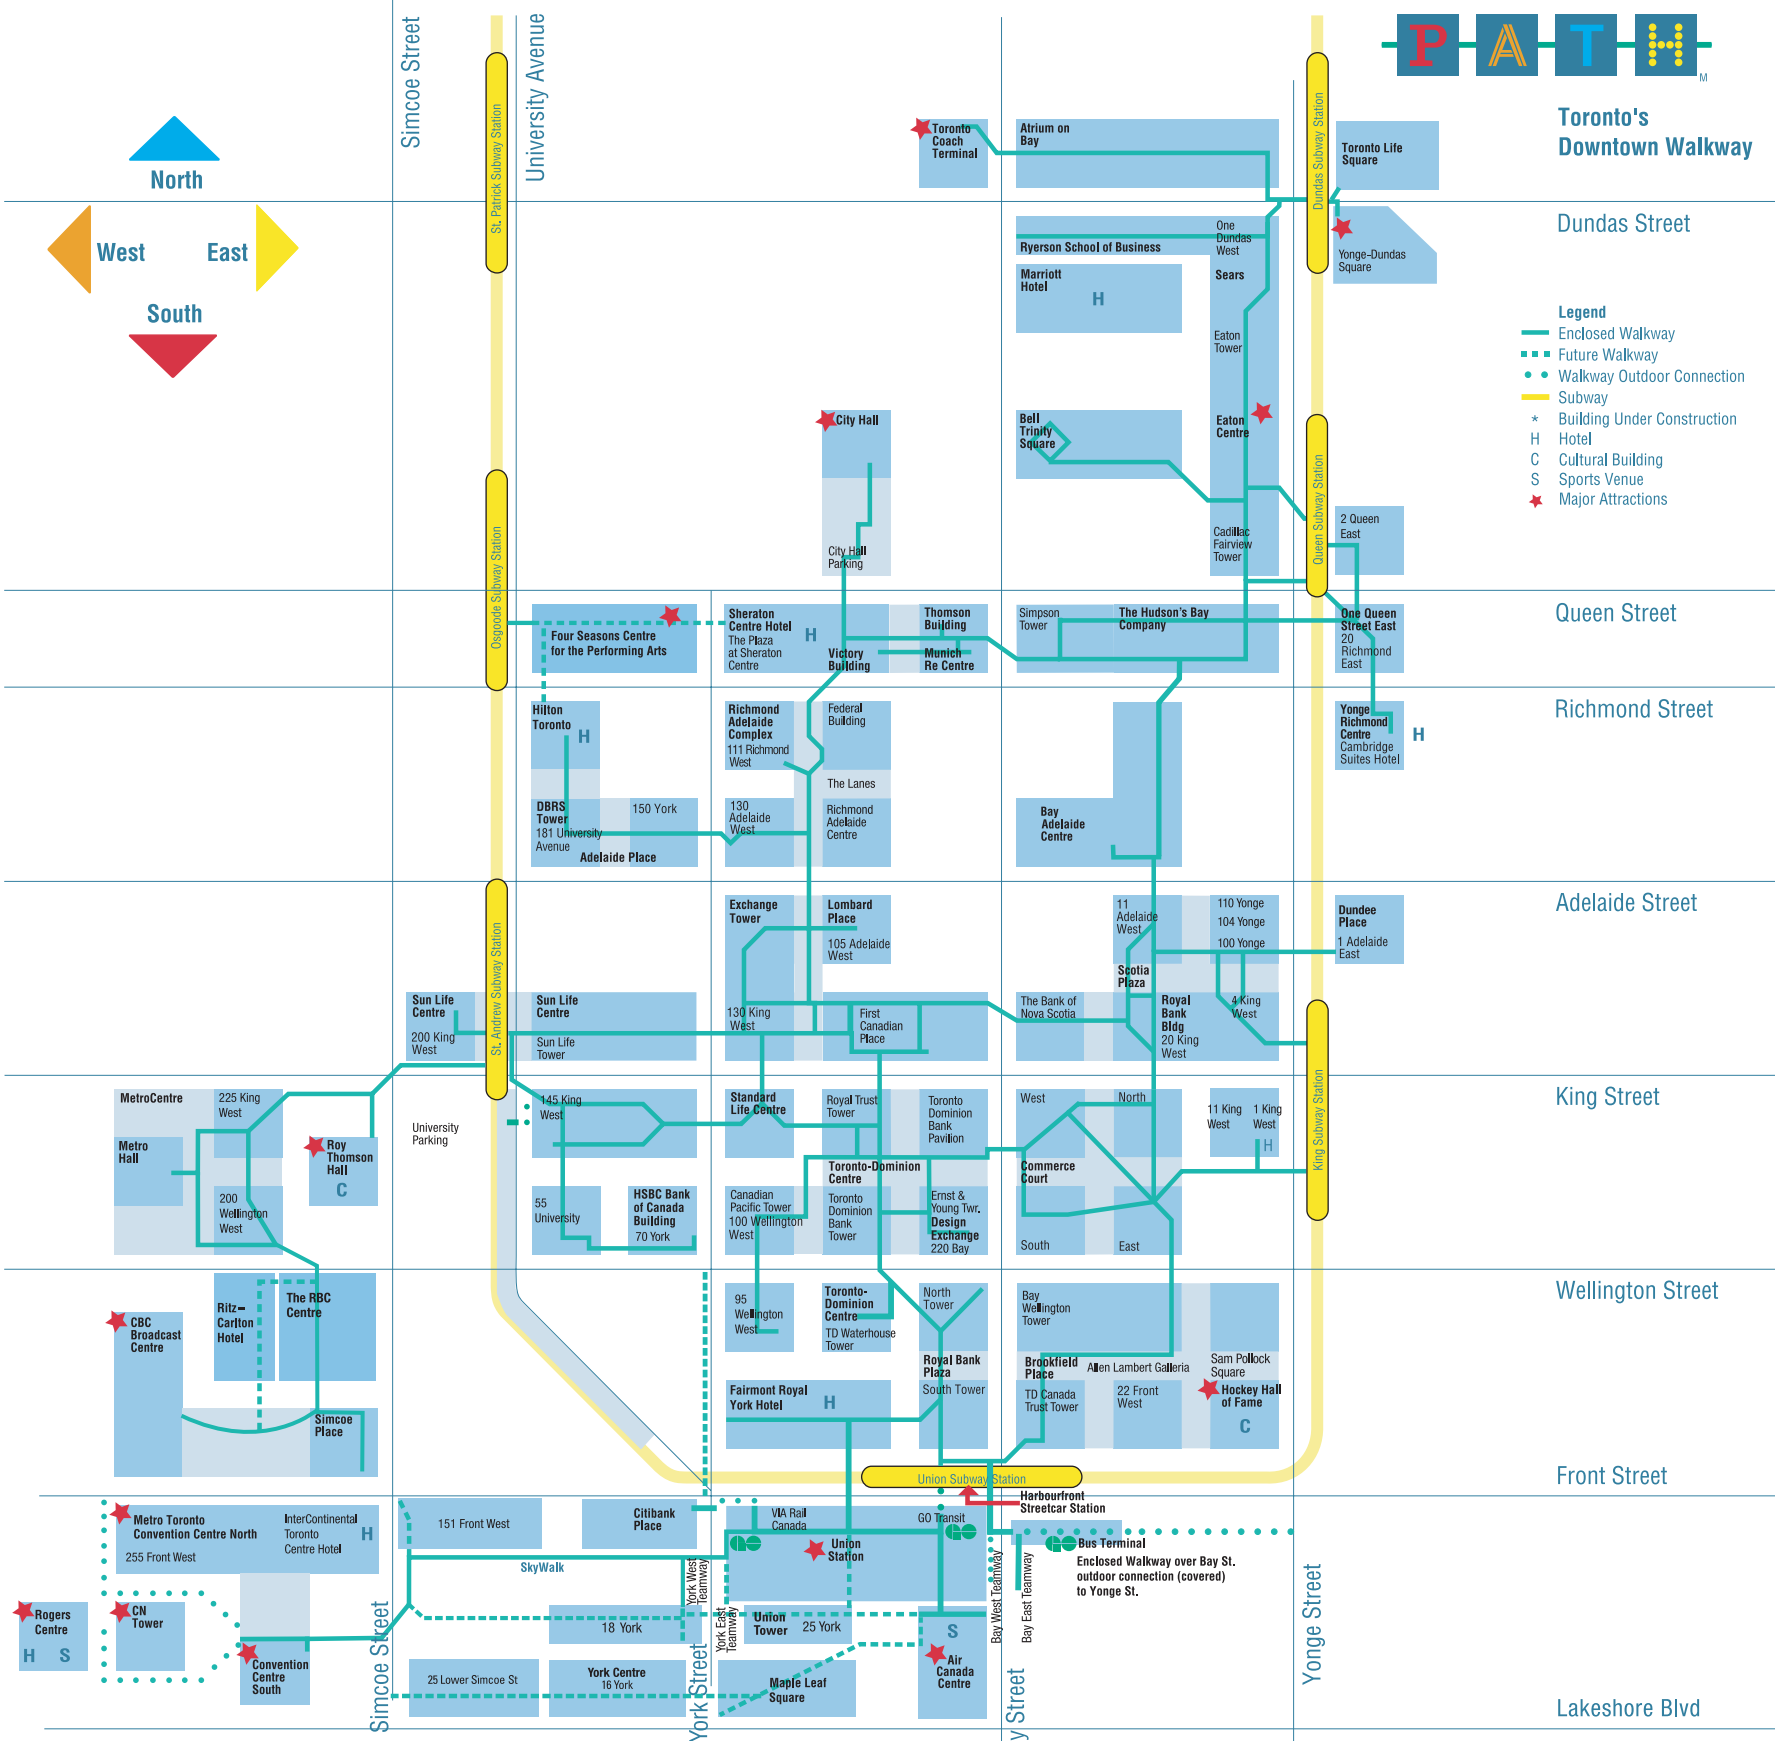 PATH
M
Toronto's
Downtown Walkway
North
West
East
South
Simcoe Street
University Avenue
St. Patrick Subway Station
Dundas Subway Station
Toronto
Coach
Terminal
Atrium on
Bay
Toronto Life
Square
Dundas Street
One
Dundas
West
Ryerson School of Business
Yonge-Dundas
Square
Marriott
Hotel
H
Sears
Eaton
Tower
Legend
Enclosed Walkway
Future Walkway
Walkway Outdoor Connection
Subway
* Building Under Construction
H Hotel
C Cultural Building
S Sports Venue
Major Attractions
City Hall
Bell
Trinity
Square
Eaton
Centre
Osgoode Subway Station
Queen Subway Station
City Hall
Parking
Cadillac
Fairview
Tower
2 Queen
East
Queen Street
Four Seasons Centre
for the Performing Arts
Sheraton
Centre Hotel
The Plaza
at Sheraton
Centre
H
Victory
Building
Thomson
Building
Munich
Re Centre
Simpson
Tower
The Hudson's Bay
Company
One Queen
Street East
20
Richmond
East
Richmond Street
Hilton
Toronto
H
Richmond
Adelaide
Complex
111 Richmond
West
Federal
Building
The Lanes
Yonge
Richmond
Centre
Cambridge
Suites Hotel
H
DBRS
Tower
181 University
Avenue
150 York
Adelaide Place
130
Adelaide
West
Richmond
Adelaide
Centre
Bay
Adelaide
Centre
Adelaide Street
St. Andrew Subway Station
Exchange
Tower
Lombard
Place
105 Adelaide
West
11
Adelaide
West
110 Yonge
104 Yonge
100 Yonge
Dundee
Place
1 Adelaide
East
Scotia
Plaza
Sun Life
Centre
200 King
West
Sun Life
Centre
Sun Life
Tower
130 King
West
First
Canadian
Place
The Bank of
Nova Scotia
Royal
Bank
Bldg
20 King
West
4 King
West
King Subway Station
King Street
MetroCentre
225 King
West
Metro
Hall
Roy
Thomson
Hall
C
200
Wellington
West
University
Parking
145 King
West
Standard
Life Centre
Royal Trust
Tower
Toronto
Dominion
Bank
Pavilion
West
North
11 King
West
1 King
West
H
Toronto-Dominion
Centre
Commerce
Court
55
University
HSBC Bank
of Canada
Building
70 York
Canadian
Pacific Tower
100 Wellington
West
Toronto
Dominion
Bank
Tower
Ernst &
Young Twr.
Design
Exchange
220 Bay
South
East
Wellington Street
CBC
Broadcast
Centre
Ritz-
Carlton
Hotel
The RBC
Centre
95
Wellington
West
Toronto-
Dominion
Centre
TD Waterhouse
Tower
North
Tower
Bay
Wellington
Tower
Royal Bank
Plaza
Brookfield
Place
Allen Lambert Galleria
Sam Pollock
Square
Simcoe
Place
Fairmont Royal
York Hotel
H
South Tower
TD Canada
Trust Tower
22 Front
West
Hockey Hall
of Fame
C
Union Subway Station
Front Street
Harbourfront
Streetcar Station
Metro Toronto
Convention Centre North
255 Front West
InterContinental
Toronto
Centre Hotel
H
151 Front West
Citibank
Place
VIA Rail
Canada
GO Transit
Union
Station
Bus Terminal
Enclosed Walkway over Bay St.
outdoor connection (covered)
to Yonge St.
SkyWalk
York West
Teamway
York East
Teamway
Bay West Teamway
Bay East Teamway
Rogers
Centre
H S
CN
Tower
Convention
Centre
South
18 York
Union
Tower
25 York
S
Air
Canada
Centre
25 Lower Simcoe St
York Centre
16 York
Maple Leaf
Square
Simcoe Street
York Street
y Street
Yonge Street
Lakeshore Blvd